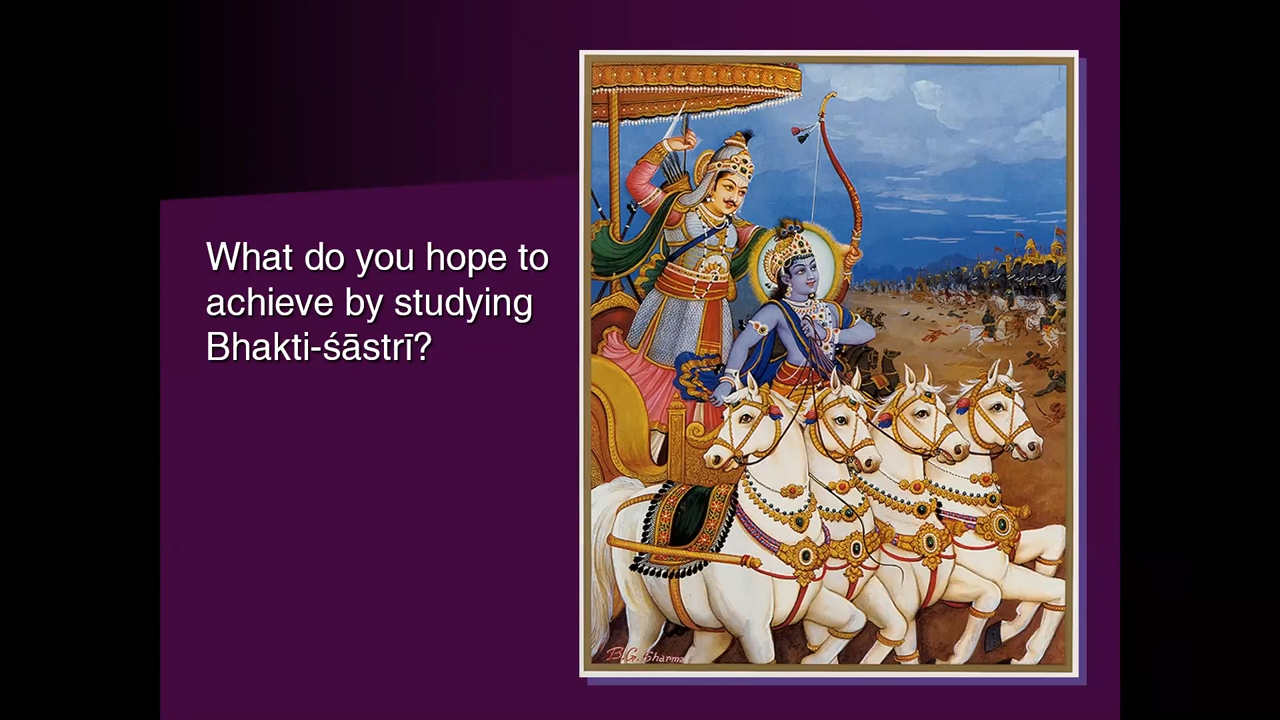 What do you hope to
achieve by studying
Bhakti-śāstrī?
B.G. Sharma